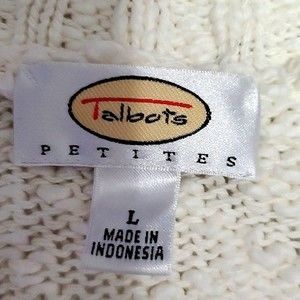 Talbots
PETITES
L
MADE IN
INDONESIA